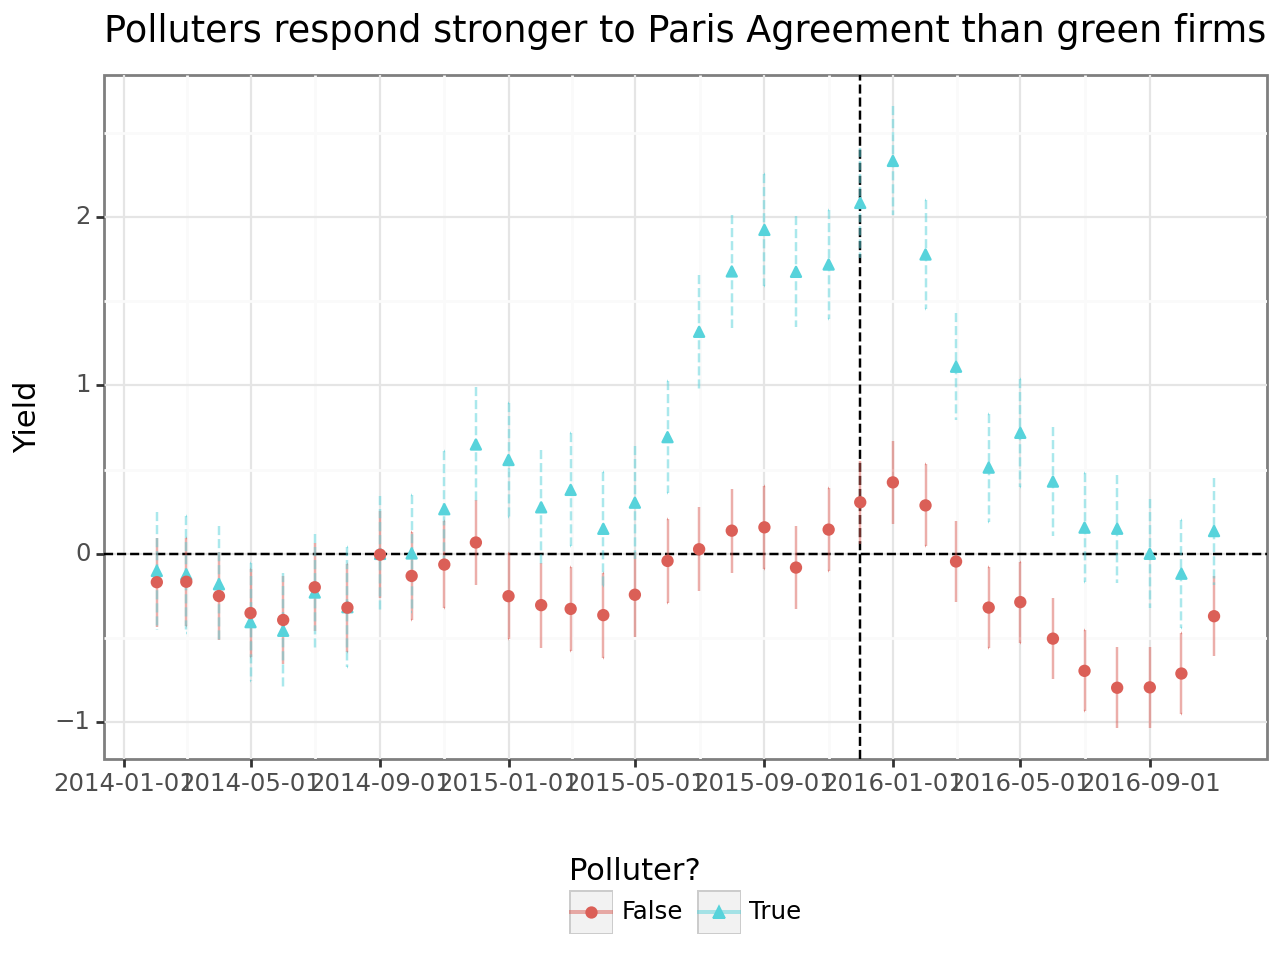 Polluters respond stronger to Paris Agreement than green firms
Yield
2
1
0
−1
2014-01-01
2014-05-01
2014-09-01
2015-01-01
2015-05-01
2015-09-01
2016-01-01
2016-05-01
2016-09-01
Polluter?
False
True